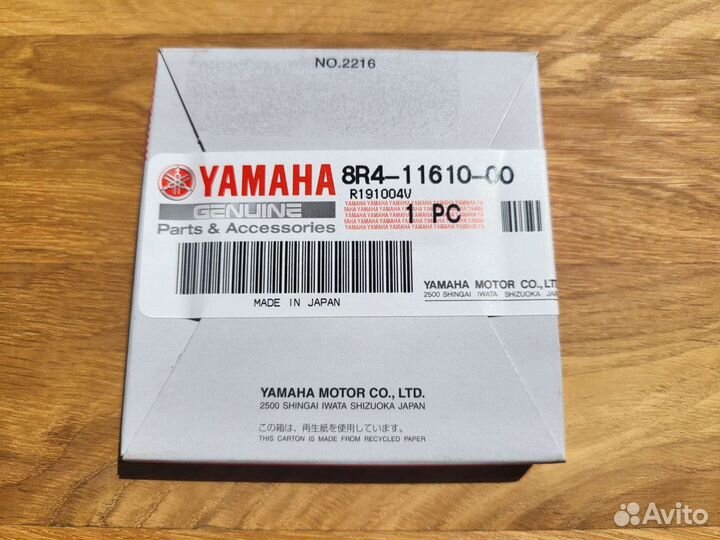 NO.2216
YAMAHA 8R4-11610-00
R191004V
GENUINE
1 PC
Parts & Accessories
YAMAHA MOTOR CO., LT
2500 SHINGAI IWATA SHIZUOKA JAPAN
MADE IN JAPAN
YAMAHA MOTOR CO., LTD.
2500 SHINGAI IWATA SHIZUOKA JAPAN
この箱は、再生紙を使用しています。
THIS CARTON IS MADE FROM RECYCLED PAPER
Avito